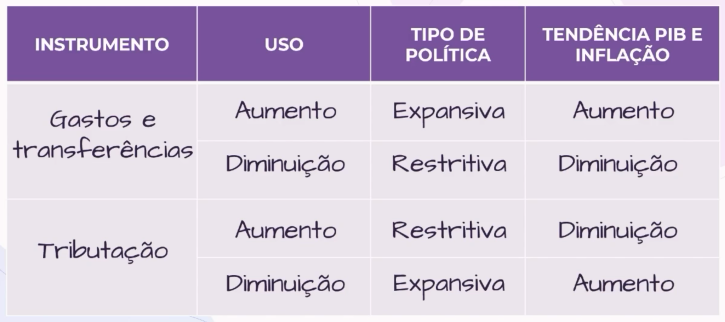 INSTRUMENTO
USO
TIPO DE
POLÍTICA
TENDÊNCIA PIB E
INFLAÇÃO
Gastos e
transferências
Aumento
Expansiva
Aumento
Diminuição
Restritiva
Diminuição
Tributação
Aumento
Restritiva
Diminuição
Diminuição
Expansiva
Aumento